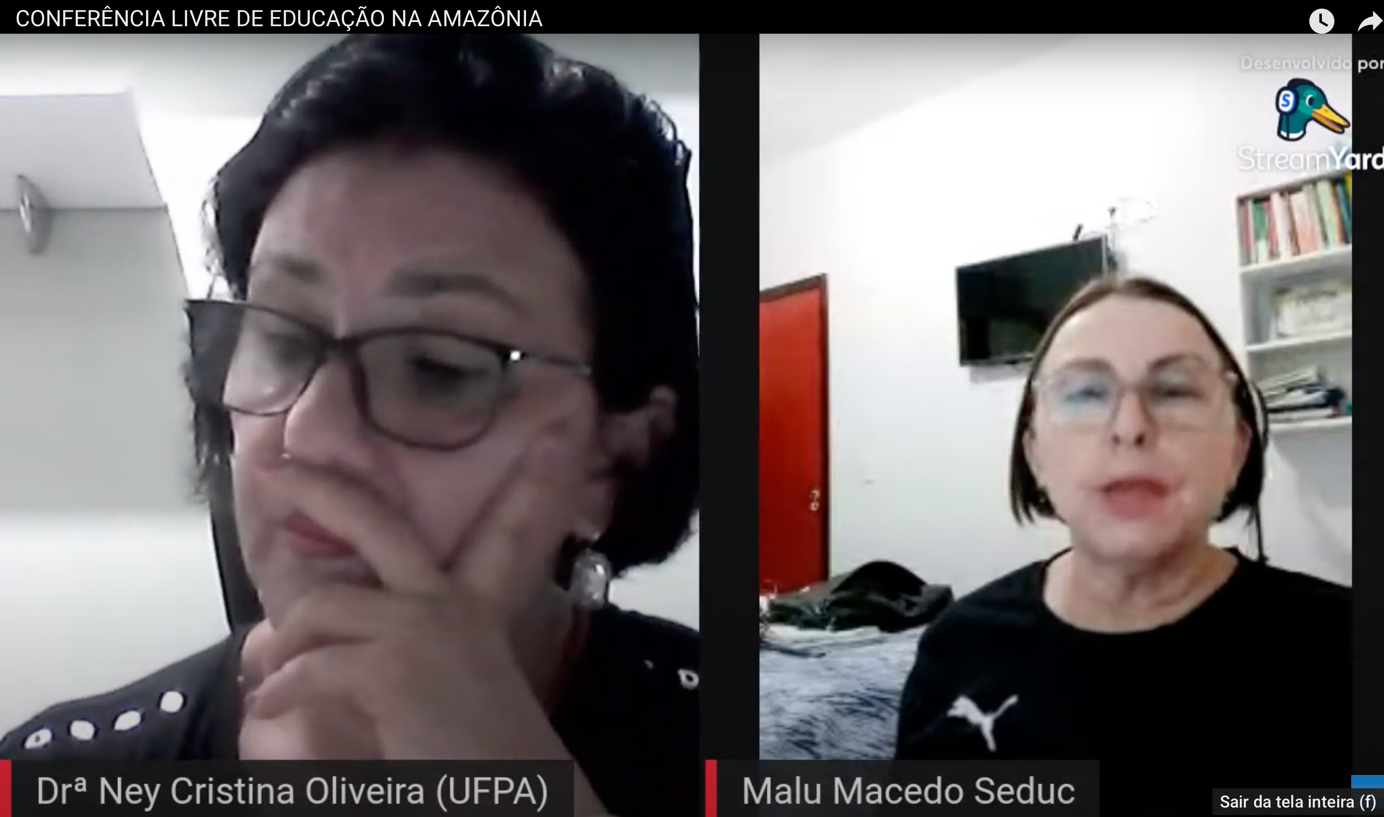 CONFERÊNCIA LIVRE DE EDUCAÇÃO NA AMAZÔNIA
Desenvolvido por
StreamYard
Drª Ney Cristina Oliveira (UFPA)
Malu Macedo Seduc
Sair da tela inteira (f)